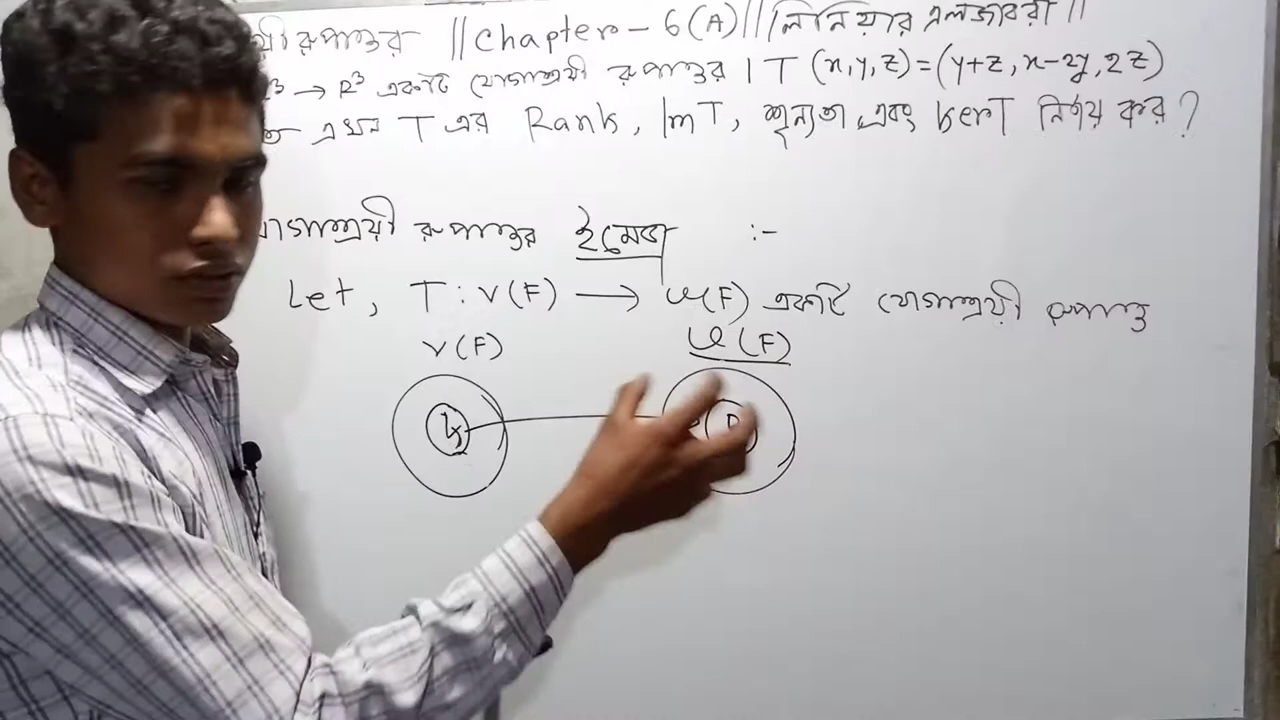 রুপান্তর || Chapter – 6 (A) || লিনিয়ার এলজাবরা ||
→ R³ একটি যোগাশ্রয়ী রুপান্তর । T (x, y, z) = (y+z, x-2y, 2z)
এখন T এর Rank, ImT, শূন্যতা এবং kerT নির্ণয় কর ?
রুপান্তর ইমেজ :-
Let, T : V(F) → U(F) একটি যোগাশ্রয়ী রুপান্ত
V(F) U(F)